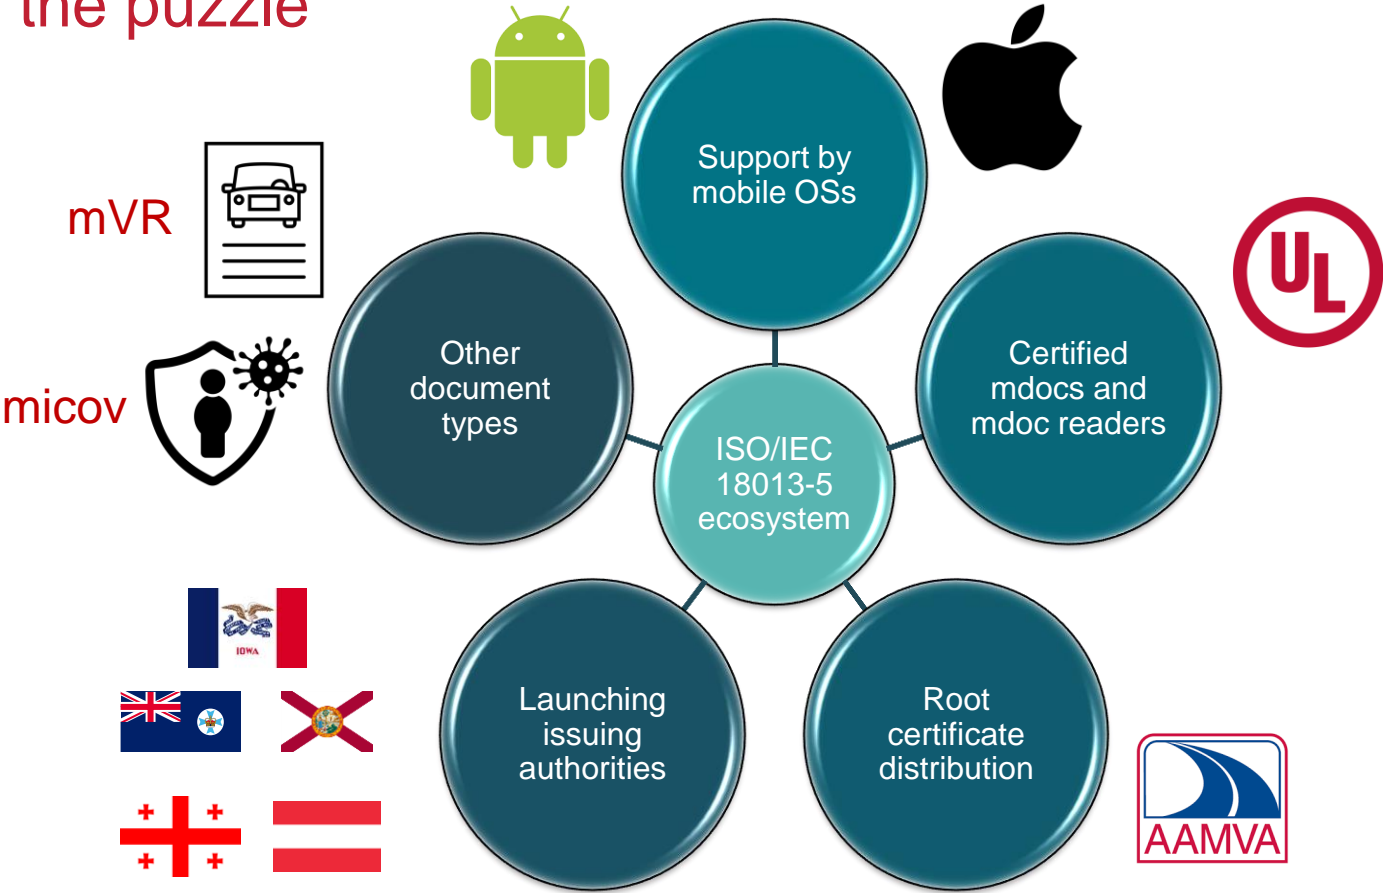 the puzzle
Support by
mobile OSs
mVR
UL
Other
document
types
Certified
mdocs and
mdoc readers
micov
ISO/IEC
18013-5
ecosystem
IOWA
Launching
issuing
authorities
Root
certificate
distribution
AAMVA